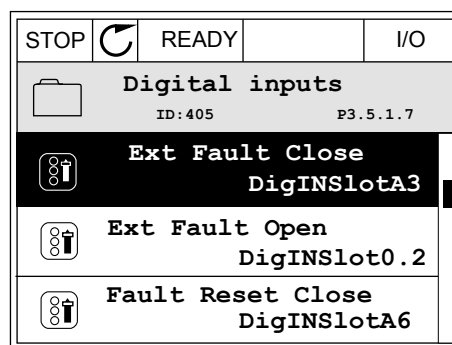 STOP READY I/O
Digital inputs
ID:405 P3.5.1.7
Ext Fault Close
DigINSlotA3
Ext Fault Open
DigINSlot0.2
Fault Reset Close
DigINSlotA6